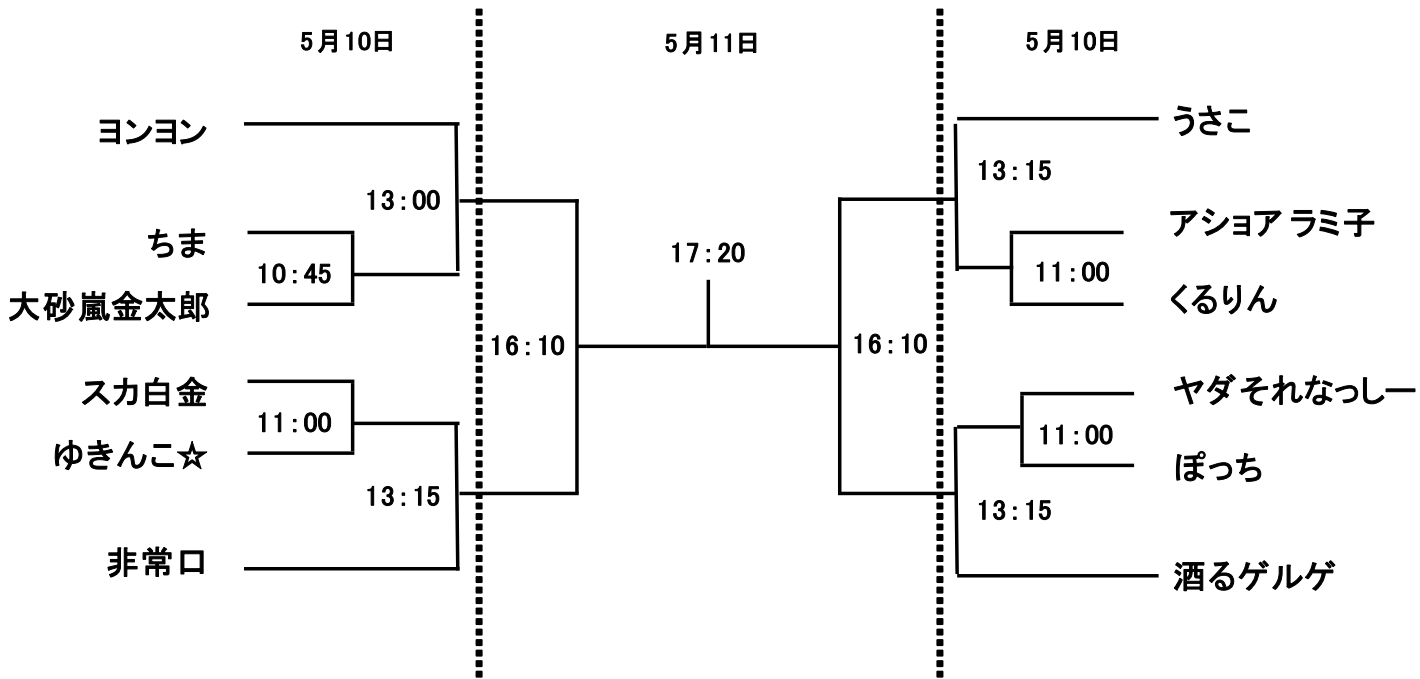 5月10日
5月11日
5月10日
ヨンヨン
13:00
ちま
10:45
大砂嵐金太郎
16:10
スカ白金
11:00
ゆきんこ☆
13:15
非常口
17:20
うさこ
13:15
アショア ラミ子
11:00
くるりん
16:10
ヤダ それなっしー
11:00
ぽっち
13:15
酒るゲルゲ